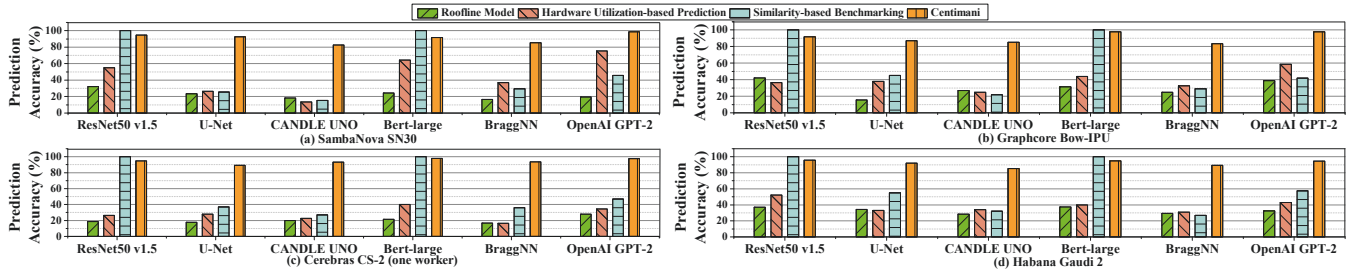 Roofline Model Hardware Utilization-based Prediction Similarity-based Benchmarking Centimani
Prediction
Accuracy (%)
100
80
60
40
20
0
ResNet50 v1.5 U-Net CANDLE UNO Bert-large BraggNN OpenAI GPT-2
(a) SambaNova SN30
Prediction
Accuracy (%)
100
80
60
40
20
0
ResNet50 v1.5 U-Net CANDLE UNO Bert-large BraggNN OpenAI GPT-2
(b) Graphcore Bow-IPU
Prediction
Accuracy (%)
100
80
60
40
20
0
ResNet50 v1.5 U-Net CANDLE UNO Bert-large BraggNN OpenAI GPT-2
(c) Cerebras CS-2 (one worker)
Prediction
Accuracy (%)
100
80
60
40
20
0
ResNet50 v1.5 U-Net CANDLE UNO Bert-large BraggNN OpenAI GPT-2
(d) Habana Gaudi 2